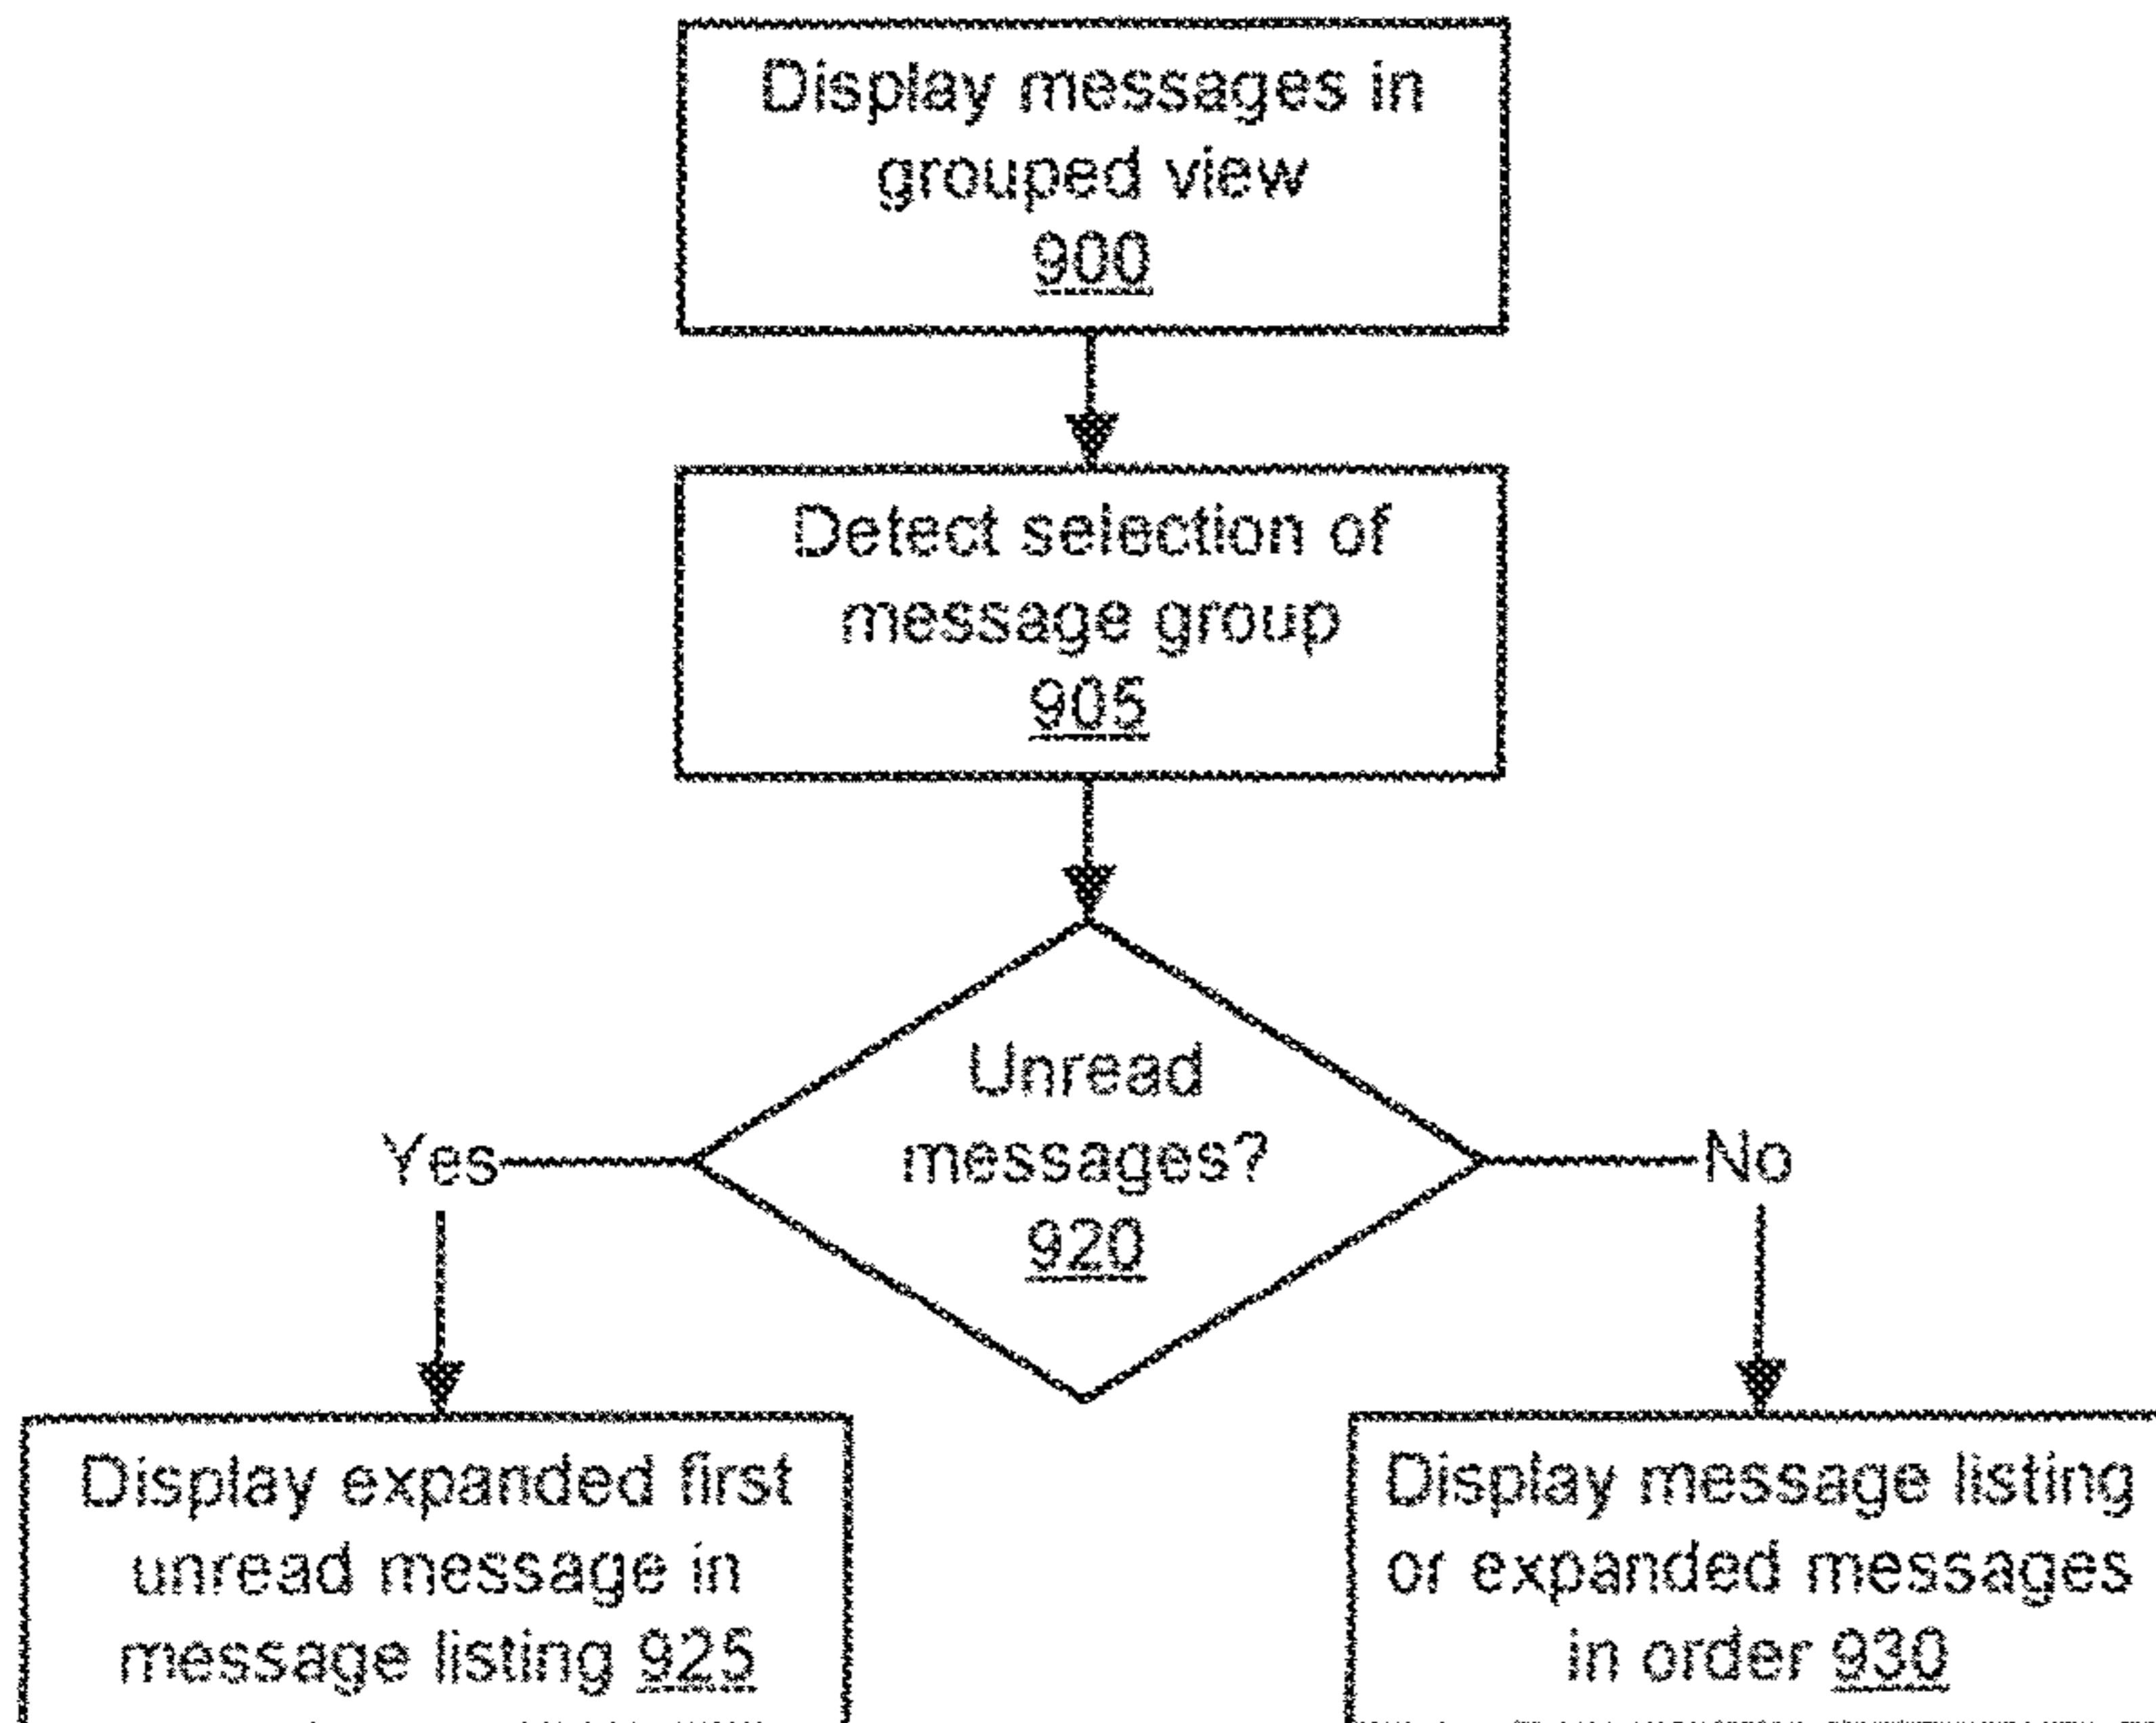 Display messages in
grouped view
900
Detect selection of
message group
905
Unread
messages?
920
Yes
No
Display expanded first
unread message in
message listing 925
Display message listing
or expanded messages
in order 930